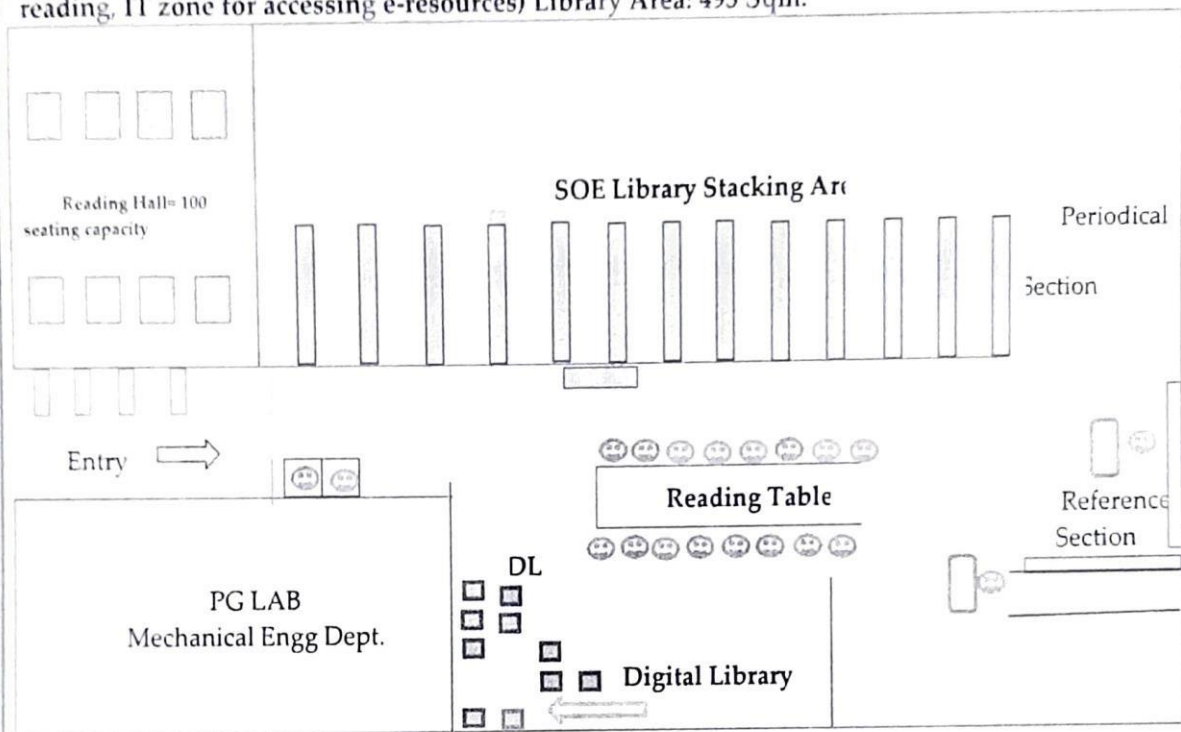 reading, IT zone for accessing e-resources) Library Area: 495 Sqm.
Reading Hall= 100
seating capacity
SOE Library Stacking Are
Periodical
Section
Entry
Reading Table
Reference
Section
DL
PG LAB
Mechanical Engg Dept.
Digital Library